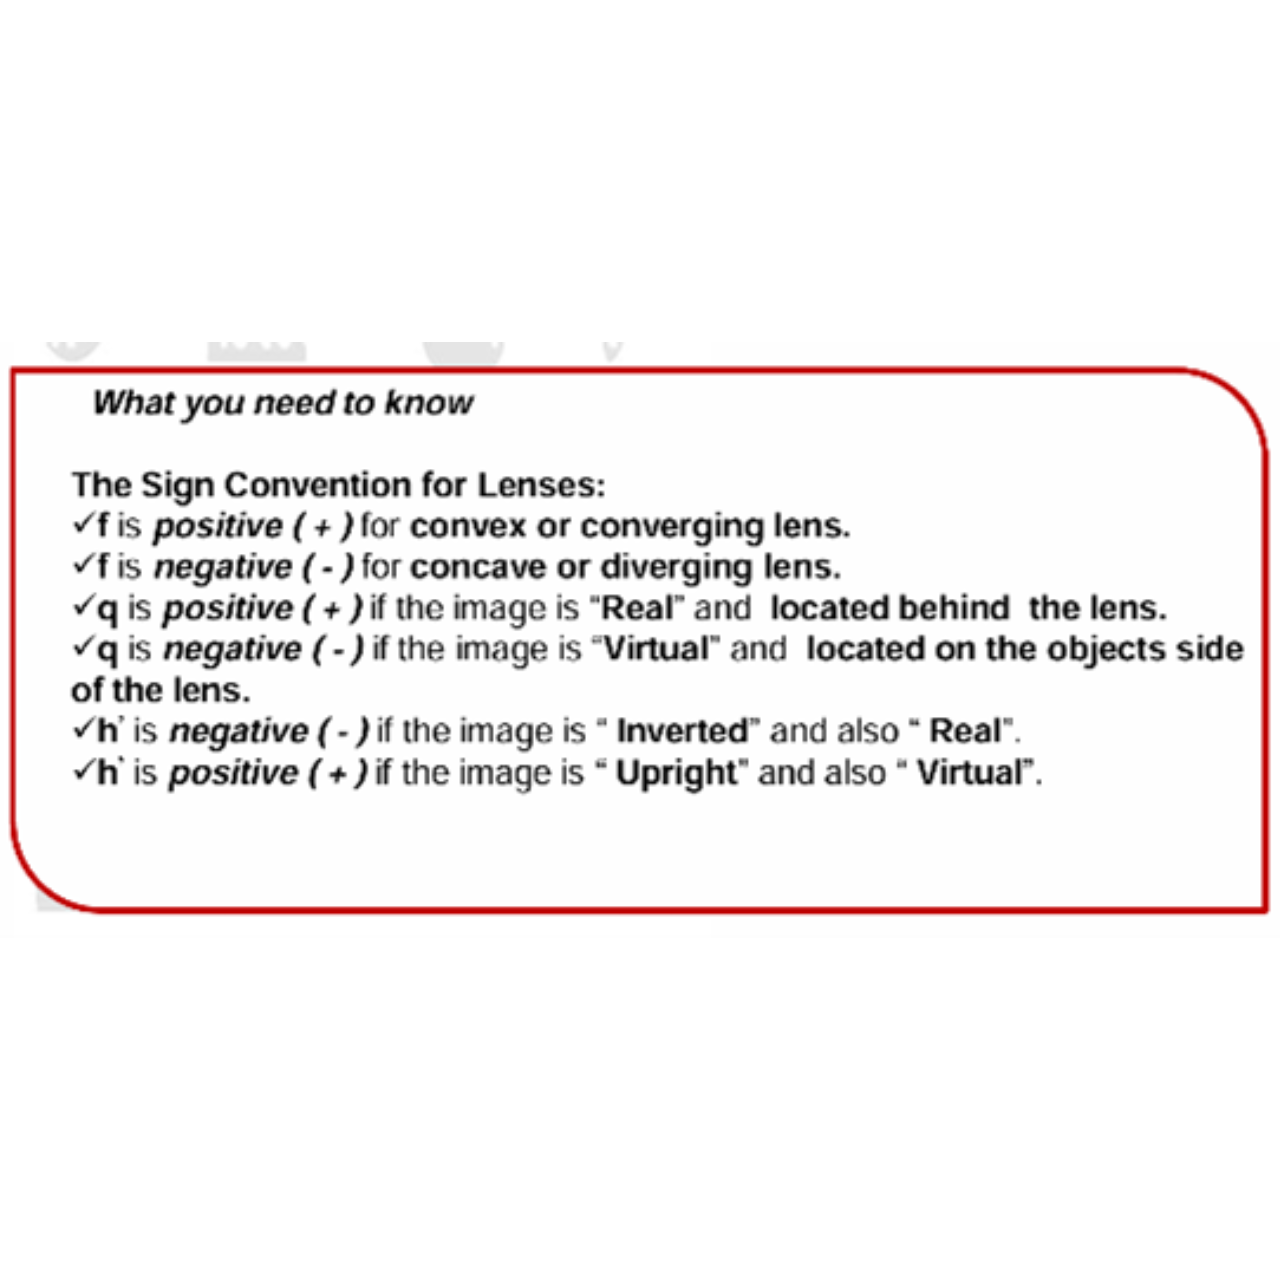 What you need to know
The Sign Convention for Lenses:
✓f is positive ( + ) for convex or converging lens.
✓f is negative ( - ) for concave or diverging lens.
✓q is positive ( + ) if the image is “Real” and located behind the lens.
✓q is negative ( - ) if the image is “Virtual” and located on the objects side
of the lens.
✓h’ is negative ( - ) if the image is “ Inverted” and also “ Real”.
✓h‘ is positive ( + ) if the image is “ Upright” and also “ Virtual”.